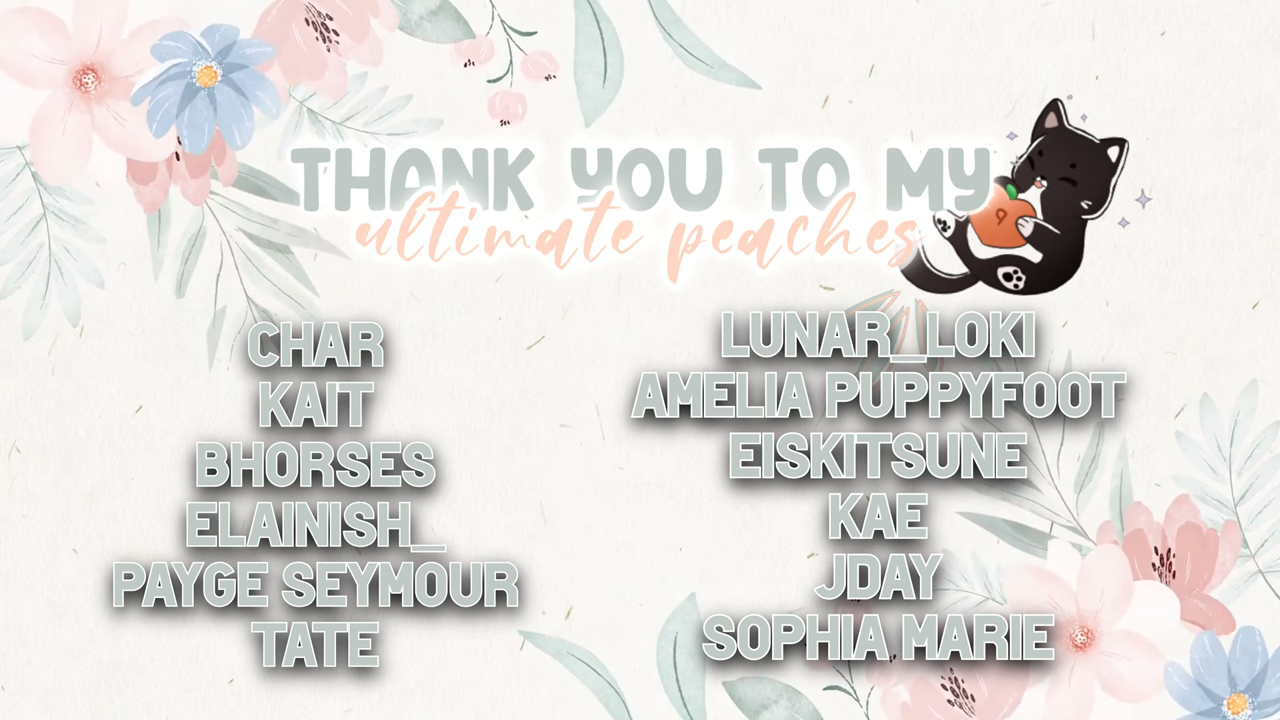 THANK YOU TO MY
ultimate peaches
CHAR
KAIT
BHORSES
ELAINISH_
PAYGE SEYMOUR
TATE
LUNAR_LOKI
AMELIA PUPPYFOOT
EISKITSUNE
KAE
JDAY
SOPHIA MARIE